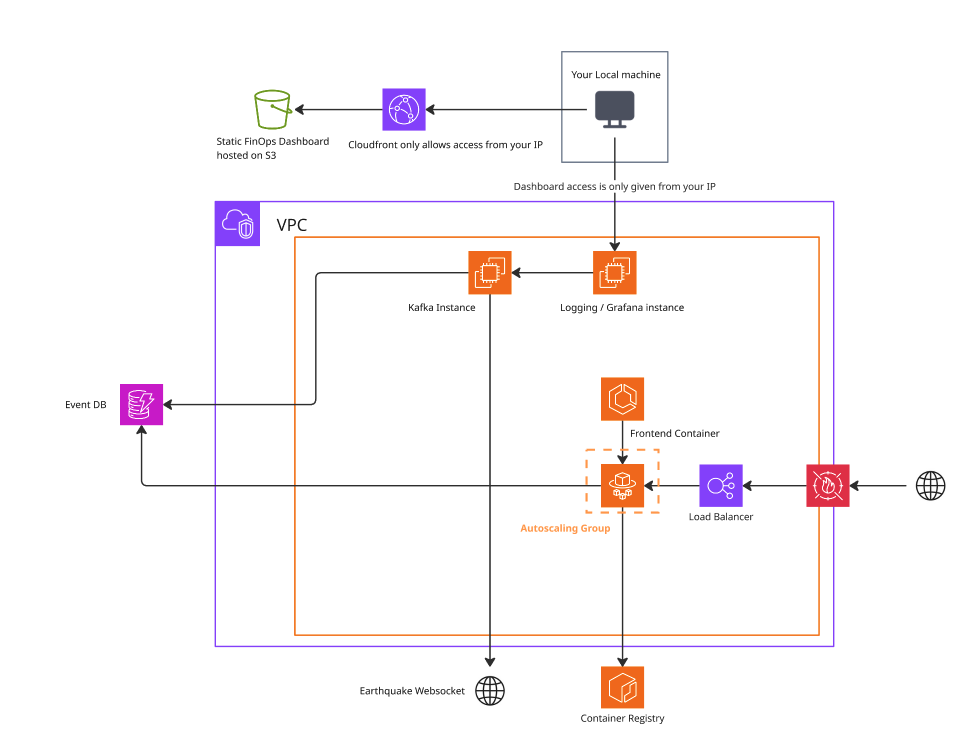 Your Local machine
Static FinOps Dashboard
hosted on S3
Cloudfront only allows access from your IP
Dashboard access is only given from your IP
VPC
Kafka Instance
Logging / Grafana instance
Event DB
Frontend Container
Load Balancer
Autoscaling Group
Earthquake Websocket
Container Registry